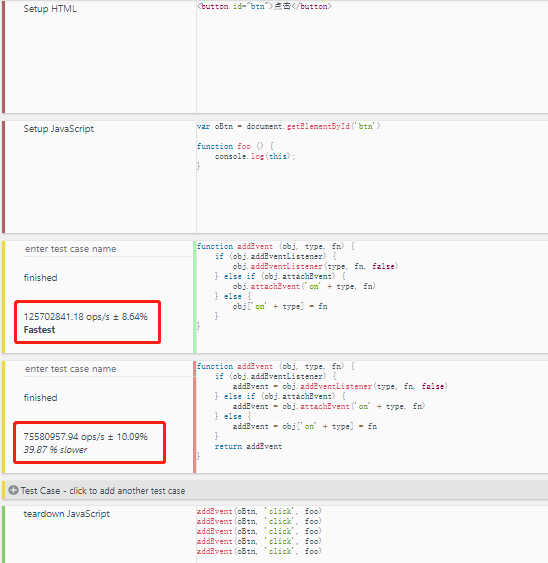 Setup HTML
<button id="btn">点击</button>
Setup JavaScript
var oBtn = document.getElementById('btn')
function foo () {
    console.log(this);
}
enter test case name
finished
125702841.18 ops/s ± 8.64%
Fastest
function addEvent (obj, type, fn) {
    if (obj.addEventListener) {
        obj.addEventListener(type, fn, false)
    } else if (obj.attachEvent) {
        obj.attachEvent('on' + type, fn)
    } else {
        obj['on' + type] = fn
    }
}
enter test case name
finished
75580957.94 ops/s ± 10.09%
39.87 % slower
function addEvent (obj, type, fn) {
    if (obj.addEventListener) {
        addEvent = obj.addEventListener(type, fn, false)
    } else if (obj.attachEvent) {
        addEvent = obj.attachEvent('on' + type, fn)
    } else {
        addEvent = obj['on' + type] = fn
    }
    return addEvent
}
Test Case - click to add another test case
teardown JavaScript
addEvent(oBtn, 'click', foo)
addEvent(oBtn, 'click', foo)
addEvent(oBtn, 'click', foo)
addEvent(oBtn, 'click', foo)
addEvent(oBtn, 'click', foo)